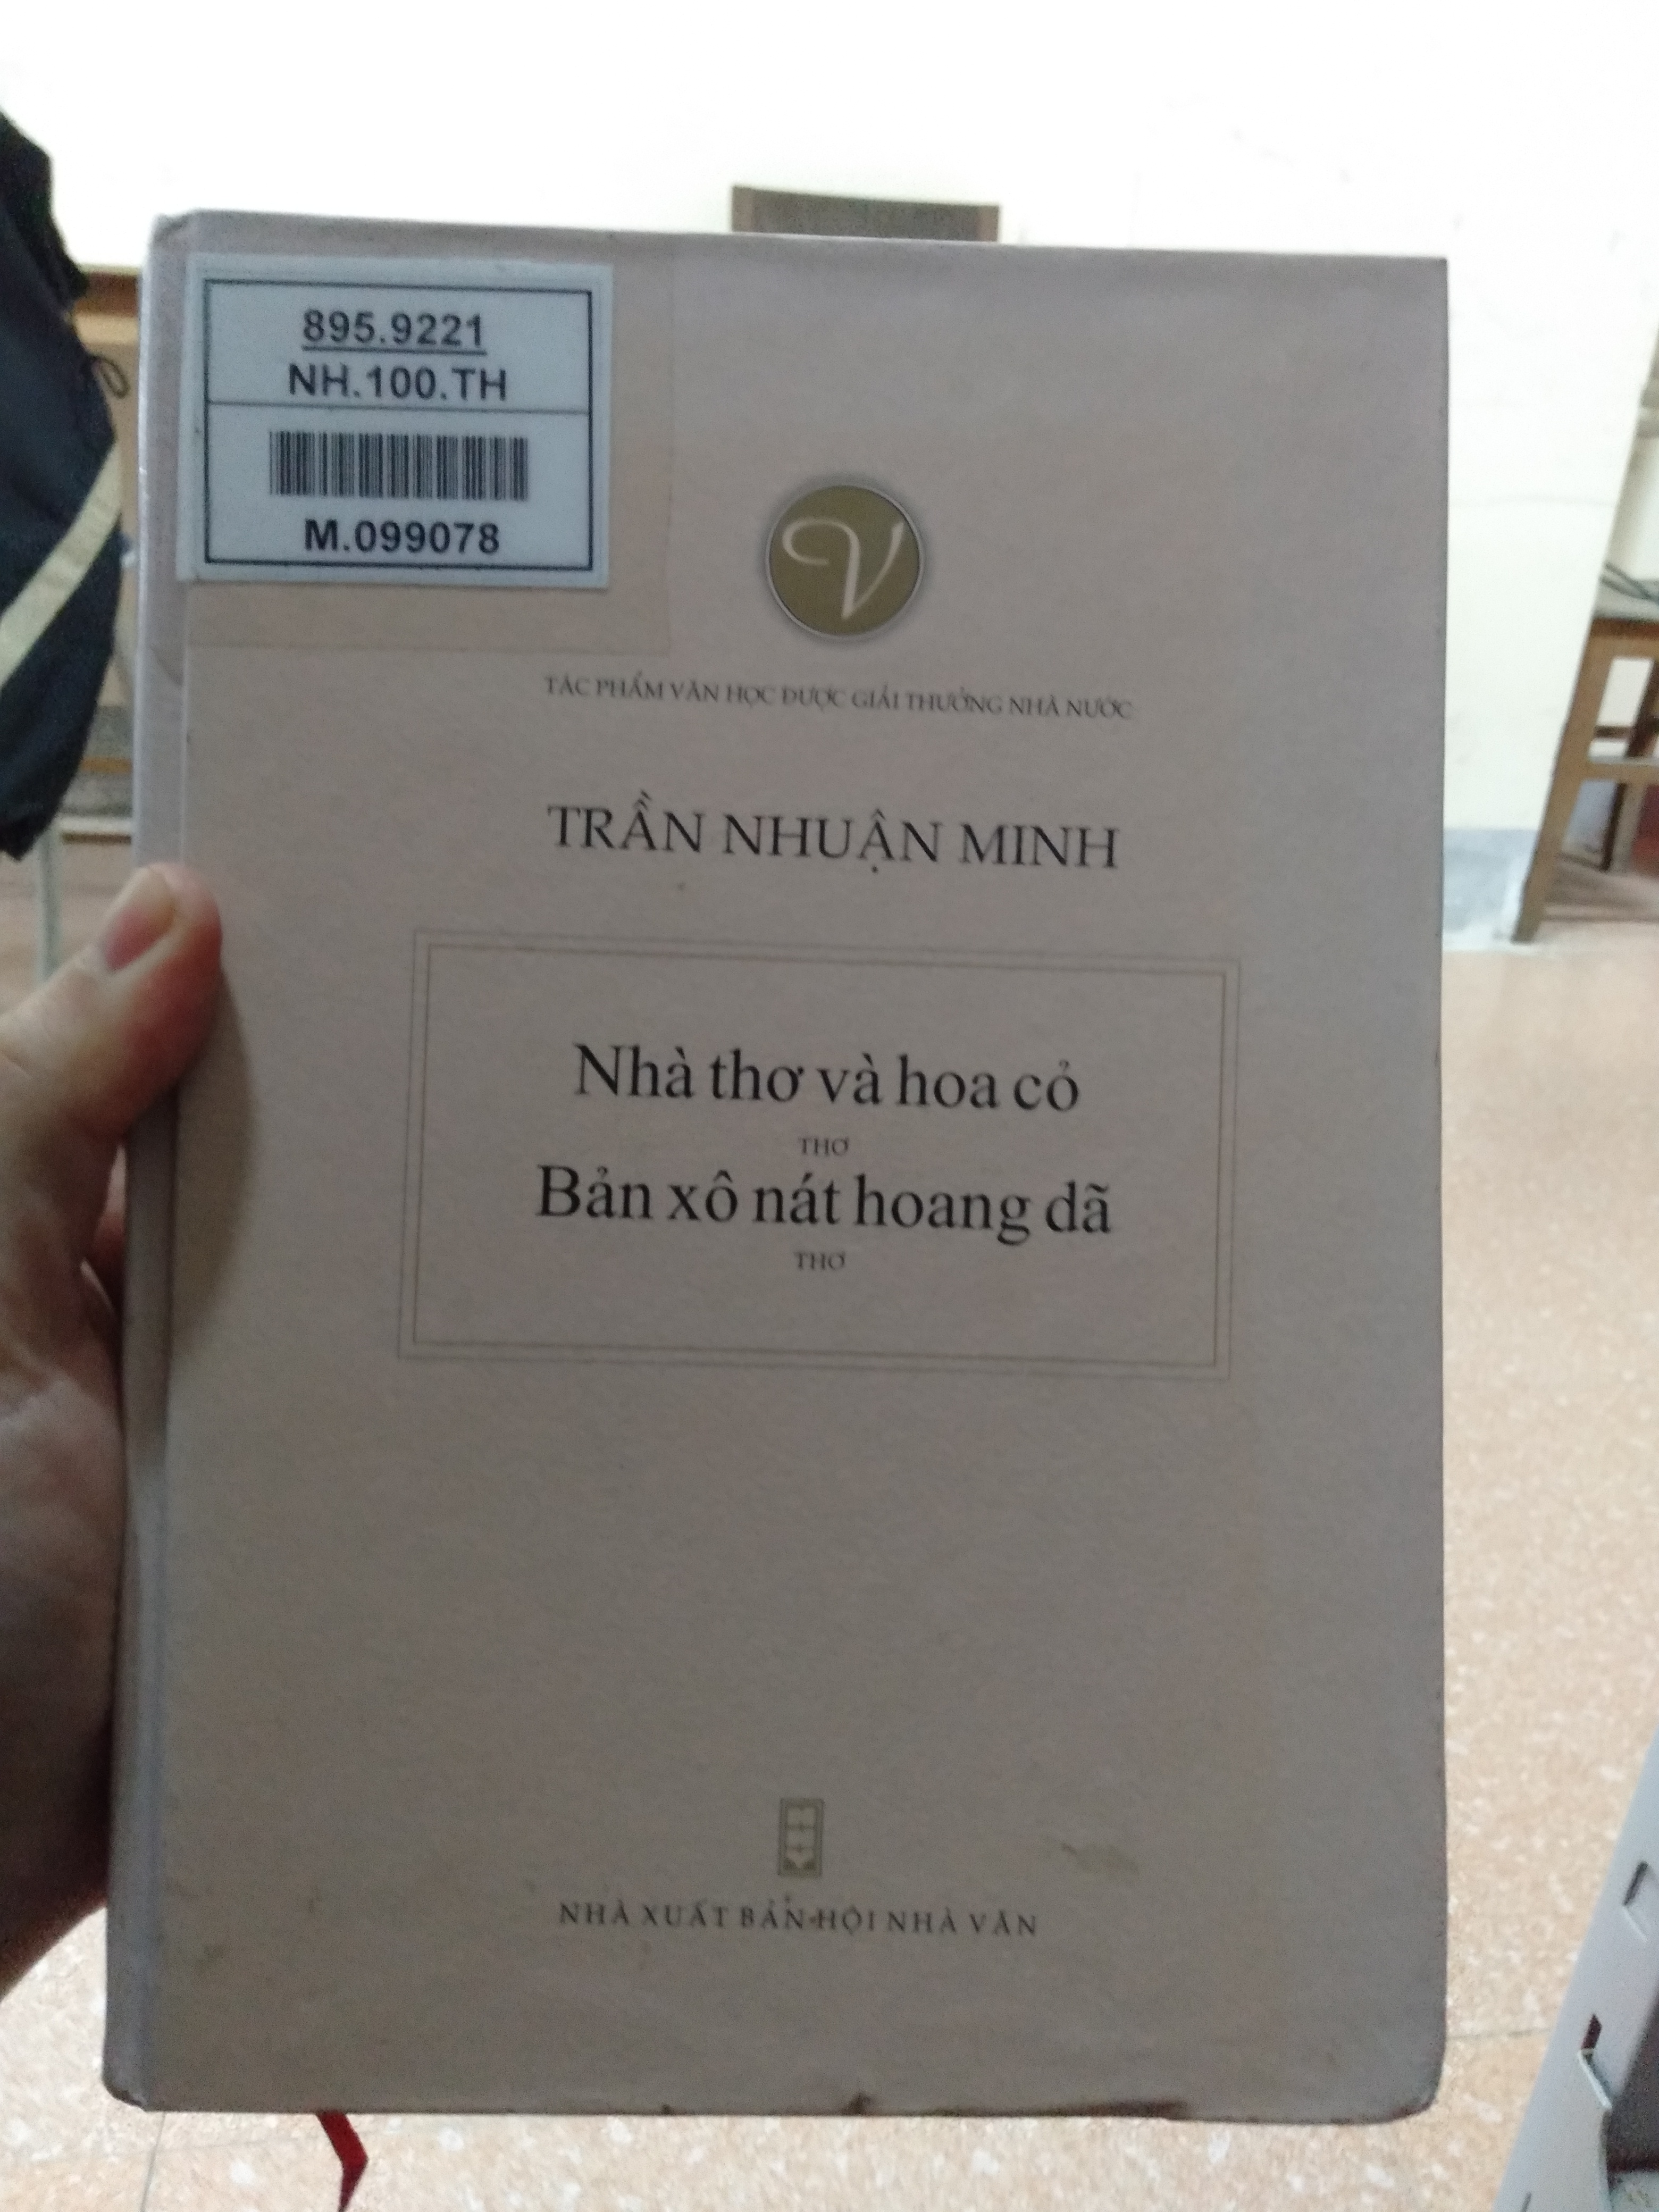 895.9221
NH.100.TH
M.099078
V
TÁC PHẨM VĂN HỌC ĐƯỢC GIẢI THƯỞNG NHÀ NƯỚC
TRẦN NHUẬN MINH
Nhà thơ và hoa cỏ
THƠ
Bản xô nát hoang dã
THƠ
NHÀ XUẤT BẢN HỘI NHÀ VĂN